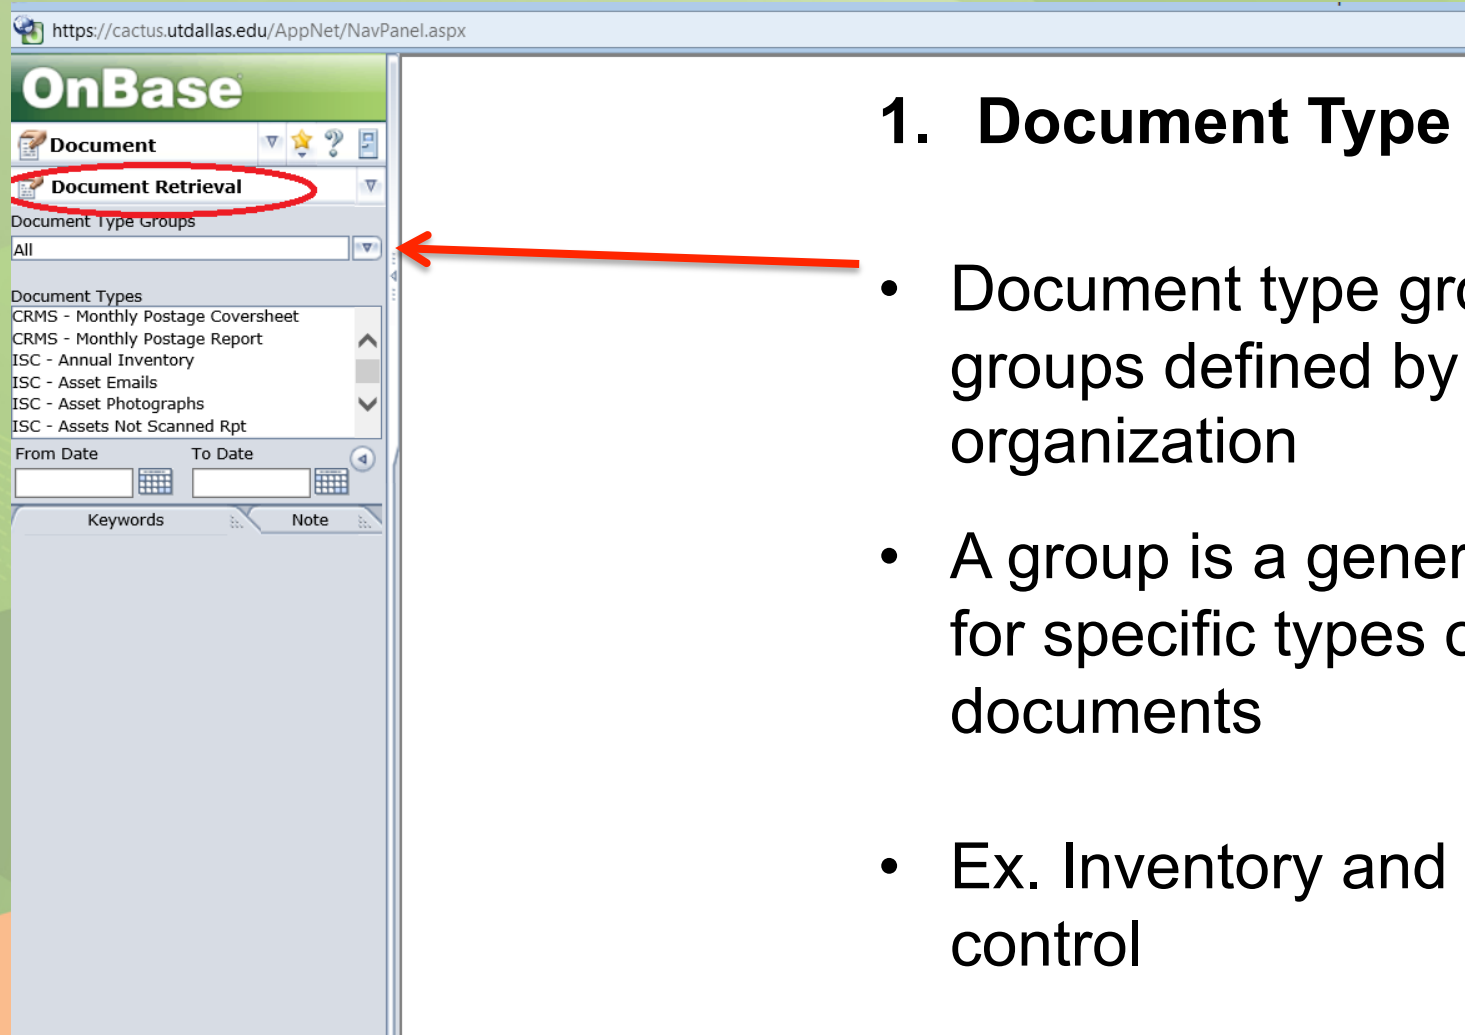 https://cactus.utdallas.edu/AppNet/NavPanel.aspx
OnBase
Document
Document Retrieval
Document Type Groups
All
Document Types
CRMS - Monthly Postage Coversheet
CRMS - Monthly Postage Report
ISC - Annual Inventory
ISC - Asset Emails
ISC - Asset Photographs
ISC - Assets Not Scanned Rpt
From Date To Date
Keywords Note
1. Document Type
• Document type
groups defined by
organization
• A group is a
for specific types
documents
• Ex. Inventory and
control